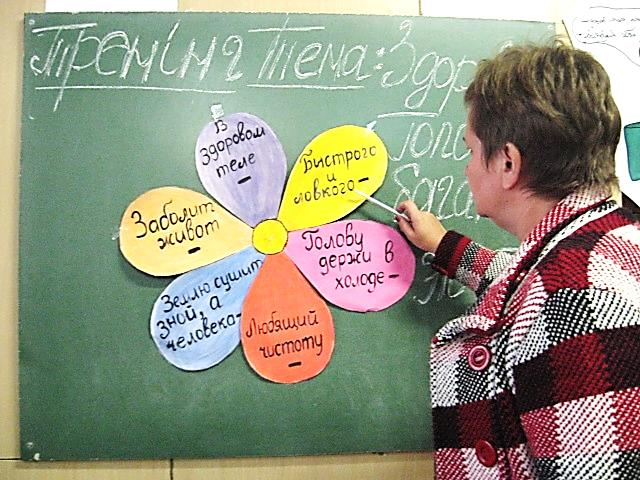 Тренінг Тема: Здор
В
здоровом
теле -
Быстрого
и
ловкого -
Голову
держи в
холоде -
Любящий
чистоту
-
Землю сушит
зной, а
человека-
Заболит
живот
-